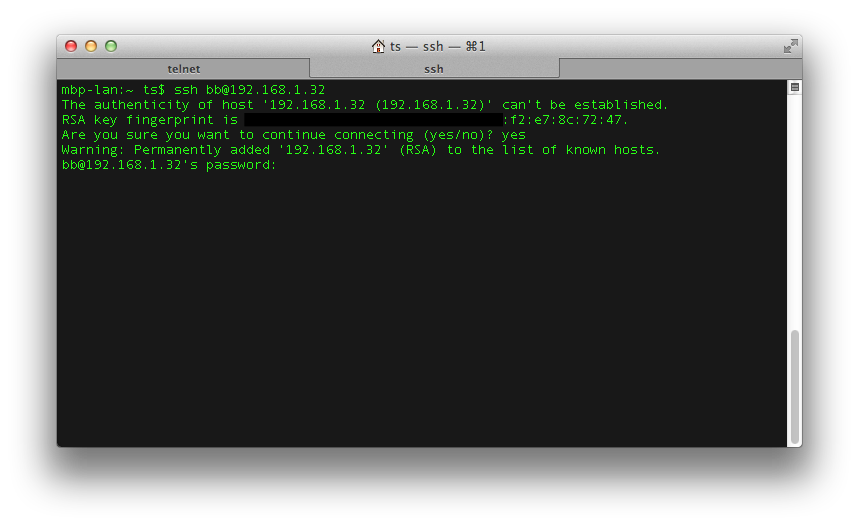 ts — ssh — ⌘1
telnet
ssh
mbp-lan:~ ts$ ssh bb@192.168.1.32
The authenticity of host '192.168.1.32 (192.168.1.32)' can't be established.
RSA key fingerprint is :f2:e7:8c:72:47.
Are you sure you want to continue connecting (yes/no)? yes
Warning: Permanently added '192.168.1.32' (RSA) to the list of known hosts.
bb@192.168.1.32's password: